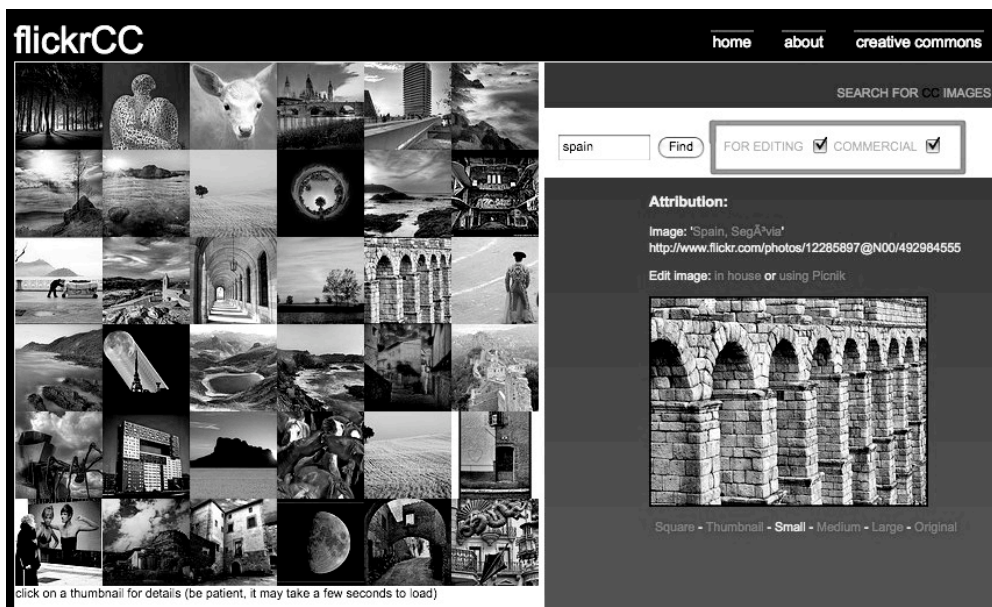 flickrCC
home about creative commons
SEARCH FOR CC IMAGES
spain Find FOR EDITING COMMERCIAL
Attribution:
Image: 'Spain, SegÃ³via'
http://www.flickr.com/photos/12285897@N00/492984555
Edit image: in house or using Picnik
Square - Thumbnail - Small - Medium - Large - Original
click on a thumbnail for details (be patient, it may take a few seconds to load)